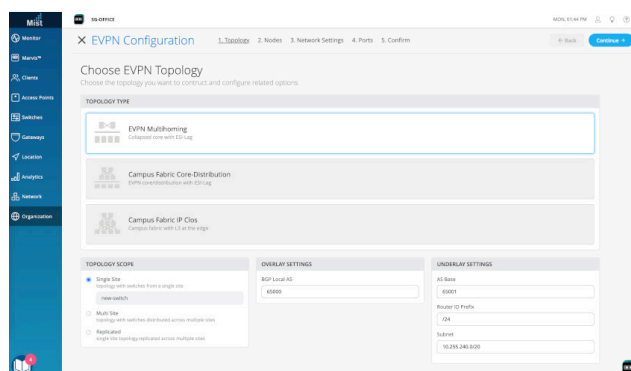 Mist
SG-OFFICE
MON, 01:44 PM
Monitor
Marvis™
Clients
Access Points
Switches
Gateways
Location
Analytics
Network
Organization
EVPN Configuration
1. Topology 2. Nodes 3. Network Settings 4. Ports 5. Confirm
← Back
Continue →
Choose EVPN Topology
Choose the topology you want to construct and configure related options.
TOPOLOGY TYPE
EVPN Multihoming
Collapsed core with ESI Lag
Campus Fabric Core-Distribution
EVPN core/distribution with ESI Lag
Campus Fabric IP Clos
Campus fabric with L3 at the edge
TOPOLOGY SCOPE
Single Site
topology with switches from a single site
new-switch
Multi Site
topology with switches distributed across multiple sites
Replicated
single site topology replicated across multiple sites
OVERLAY SETTINGS
BGP Local AS
65000
UNDERLAY SETTINGS
AS Base
65001
Router ID Prefix
/24
Subnet
10.255.240.0/20